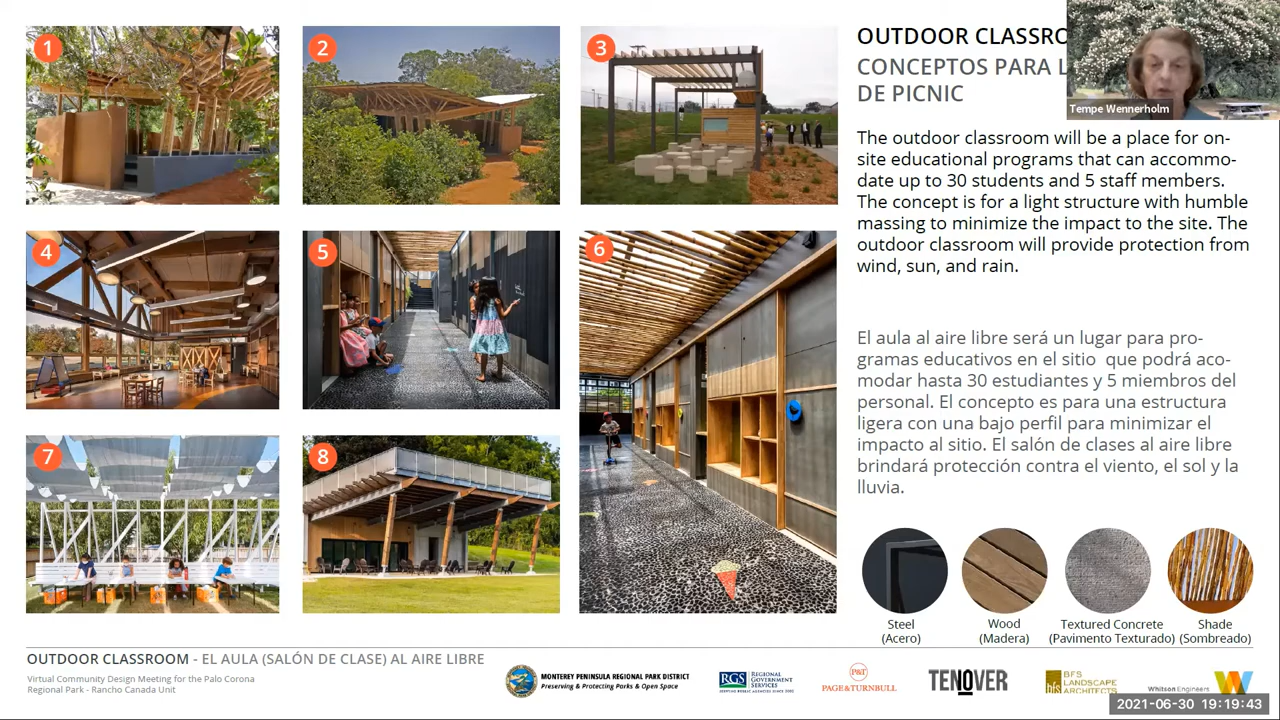 1
2
3
4
5
6
7
8
OUTDOOR CLASSRO
CONCEPTOS PARA L
DE PICNIC
Tempe Wennerholm
The outdoor classroom will be a place for on-
site educational programs that can accommo-
date up to 30 students and 5 staff members.
The concept is for a light structure with humble
massing to minimize the impact to the site. The
outdoor classroom will provide protection from
wind, sun, and rain.
El aula al aire libre será un lugar para pro-
gramas educativos en el sitio que podrá aco-
modar hasta 30 estudiantes y 5 miembros del
personal. El concepto es para una estructura
ligera con una bajo perfil para minimizar el
impacto al sitio. El salón de clases al aire libre
brindará protección contra el viento, el sol y la
lluvia.
Steel
(Acero)
Wood
(Madera)
Textured Concrete
(Pavimento Texturado)
Shade
(Sombreado)
OUTDOOR CLASSROOM - EL AULA (SALÓN DE CLASE) AL AIRE LIBRE
Virtual Community Design Meeting for the Palo Corona
Regional Park - Rancho Canada Unit
MONTEREY PENINSULA REGIONAL PARK DISTRICT
Preserving & Protecting Parks & Open Space
RGS
REGIONAL
GOVERNMENT
SERVICES
SERVING PUBLIC AGENCIES SINCE 2002
P&T
PAGE&TURNBULL
TENOVER
bfs
BFS
LANDSCAPE
ARCHITECTS
Whitson Engineers
2021-06-30 19:19:43